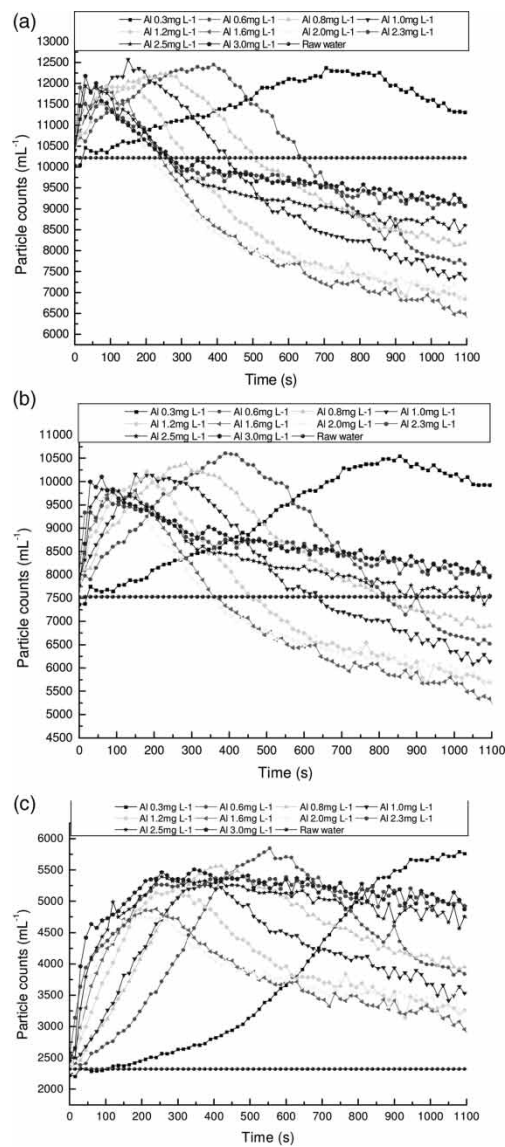 (a)
Al 0.3mg L-1 Al 0.6mg L-1 Al 0.8mg L-1 Al 1.0mg L-1
Al 1.2mg L-1 Al 1.6mg L-1 Al 2.0mg L-1 Al 2.3mg L-1
Al 2.5mg L-1 Al 3.0mg L-1 Raw water
Particle counts (mL⁻¹)
13000
12500
12000
11500
11000
10500
10000
9500
9000
8500
8000
7500
7000
6500
6000
0 100 200 300 400 500 600 700 800 900 1000 1100
Time (s)
(b)
Al 0.3mg L-1 Al 0.6mg L-1 Al 0.8mg L-1 Al 1.0mg L-1
Al 1.2mg L-1 Al 1.6mg L-1 Al 2.0mg L-1 Al 2.3mg L-1
Al 2.5mg L-1 Al 3.0mg L-1 Raw water
Particle counts (mL⁻¹)
11000
10500
10000
9500
9000
8500
8000
7500
7000
6500
6000
5500
5000
4500
0 100 200 300 400 500 600 700 800 900 1000 1100
Time (s)
(c)
Al 0.3mg L-1 Al 0.6mg L-1 Al 0.8mg L-1 Al 1.0mg L-1
Al 1.2mg L-1 Al 1.6mg L-1 Al 2.0mg L-1 Al 2.3mg L-1
Al 2.5mg L-1 Al 3.0mg L-1 Raw water
Particle counts (mL⁻¹)
6000
5500
5000
4500
4000
3500
3000
2500
2000
0 100 200 300 400 500 600 700 800 900 1000 1100
Time (s)